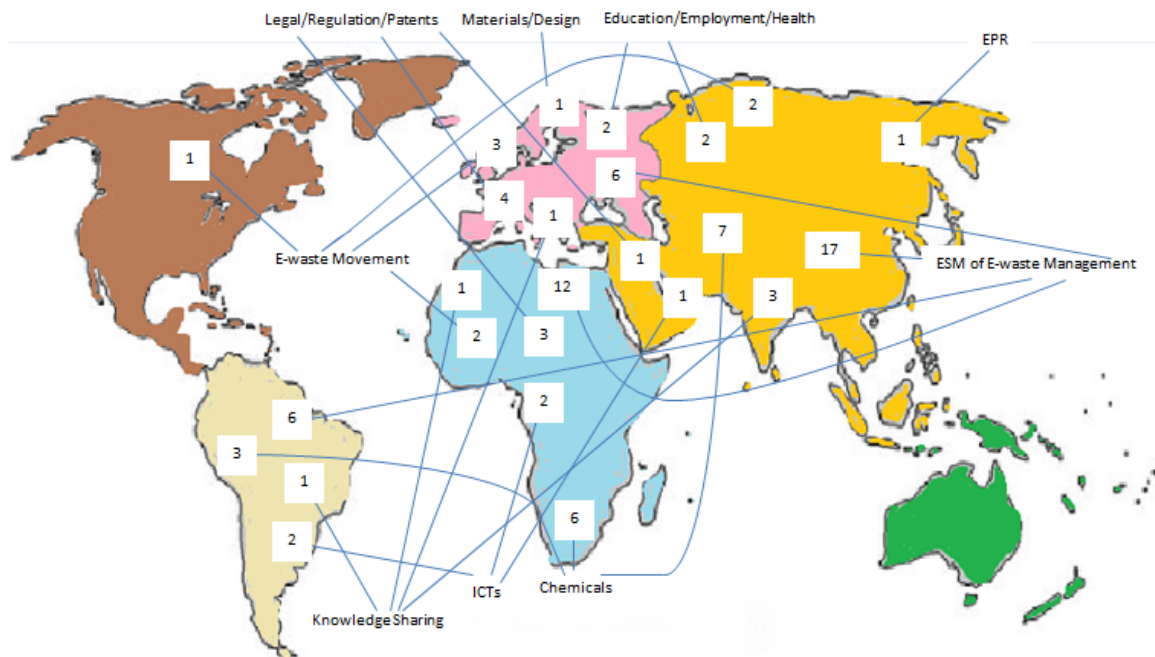 Legal/Regulation/Patents Materials/Design Education/Employment/Health
EPR
1 2
2
3 2 1
1
6
4
1 7 17
E-waste Movement 1 ESM of E-waste Management
1 12 1 3
2 3
2
6
3
1
6
2
ICTs Chemicals
Knowledge Sharing